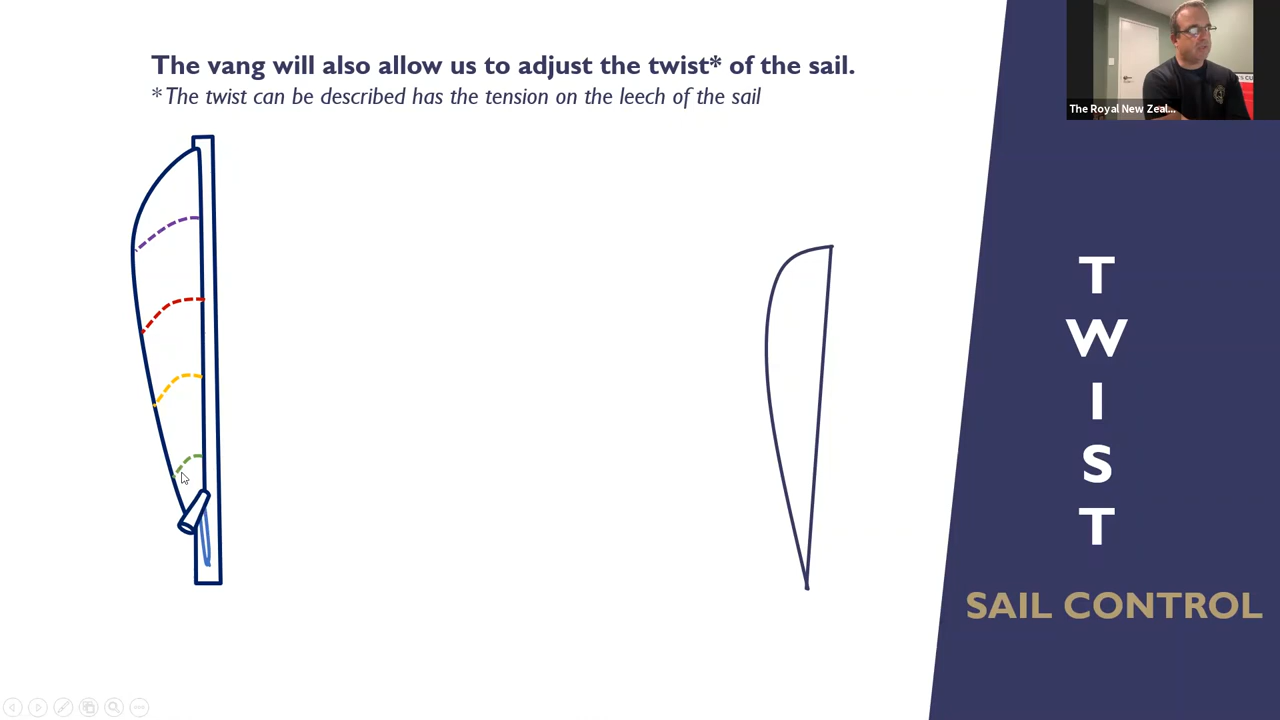 The vang will also allow us to adjust the twist* of the sail.
* The twist can be described has the tension on the leech of the sail
The Royal New Zeal...
T
W
I
S
T
SAIL CONTROL